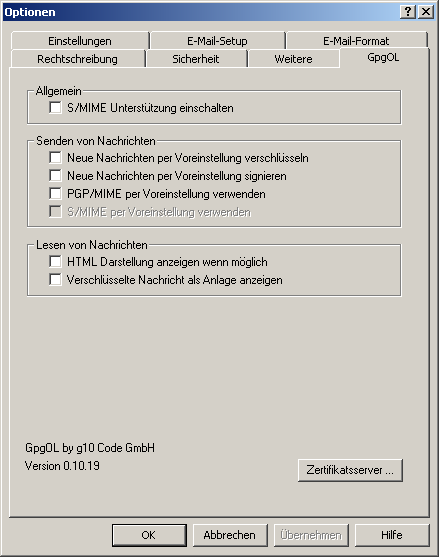 Optionen
Einstellungen E-Mail-Setup E-Mail-Format
Rechtschreibung Sicherheit Weitere GpgOL
Allgemein
S/MIME Unterstützung einschalten
Senden von Nachrichten
Neue Nachrichten per Voreinstellung verschlüsseln
Neue Nachrichten per Voreinstellung signieren
PGP/MIME per Voreinstellung verwenden
S/MIME per Voreinstellung verwenden
Lesen von Nachrichten
HTML Darstellung anzeigen wenn möglich
Verschlüsselte Nachricht als Anlage anzeigen
GpgOL by g10 Code GmbH
Version 0.10.19
Zertifikatsserver ...
OK Abbrechen Übernehmen Hilfe